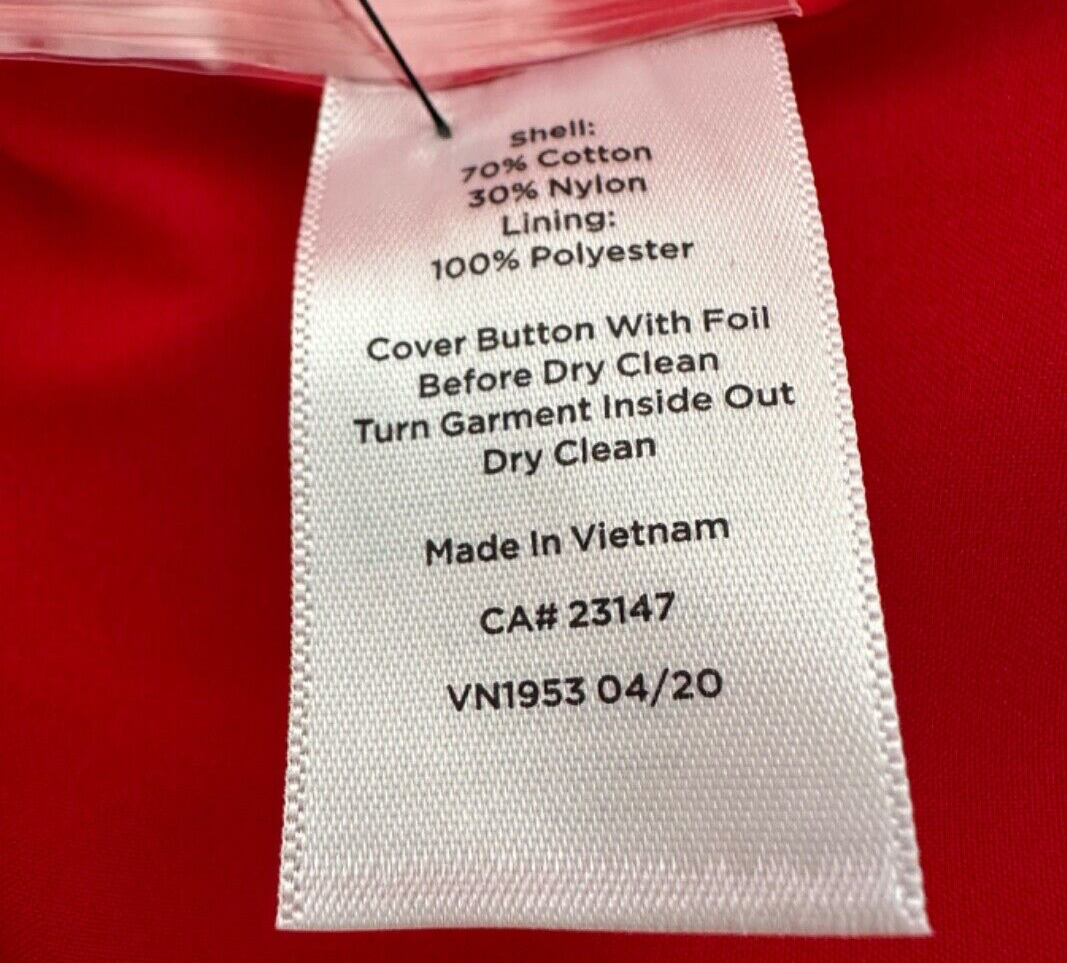 Shell:
70% Cotton
30% Nylon
Lining:
100% Polyester
Cover Button With Foil
Before Dry Clean
Turn Garment Inside Out
Dry Clean
Made In Vietnam
CA# 23147
VN1953 04/20